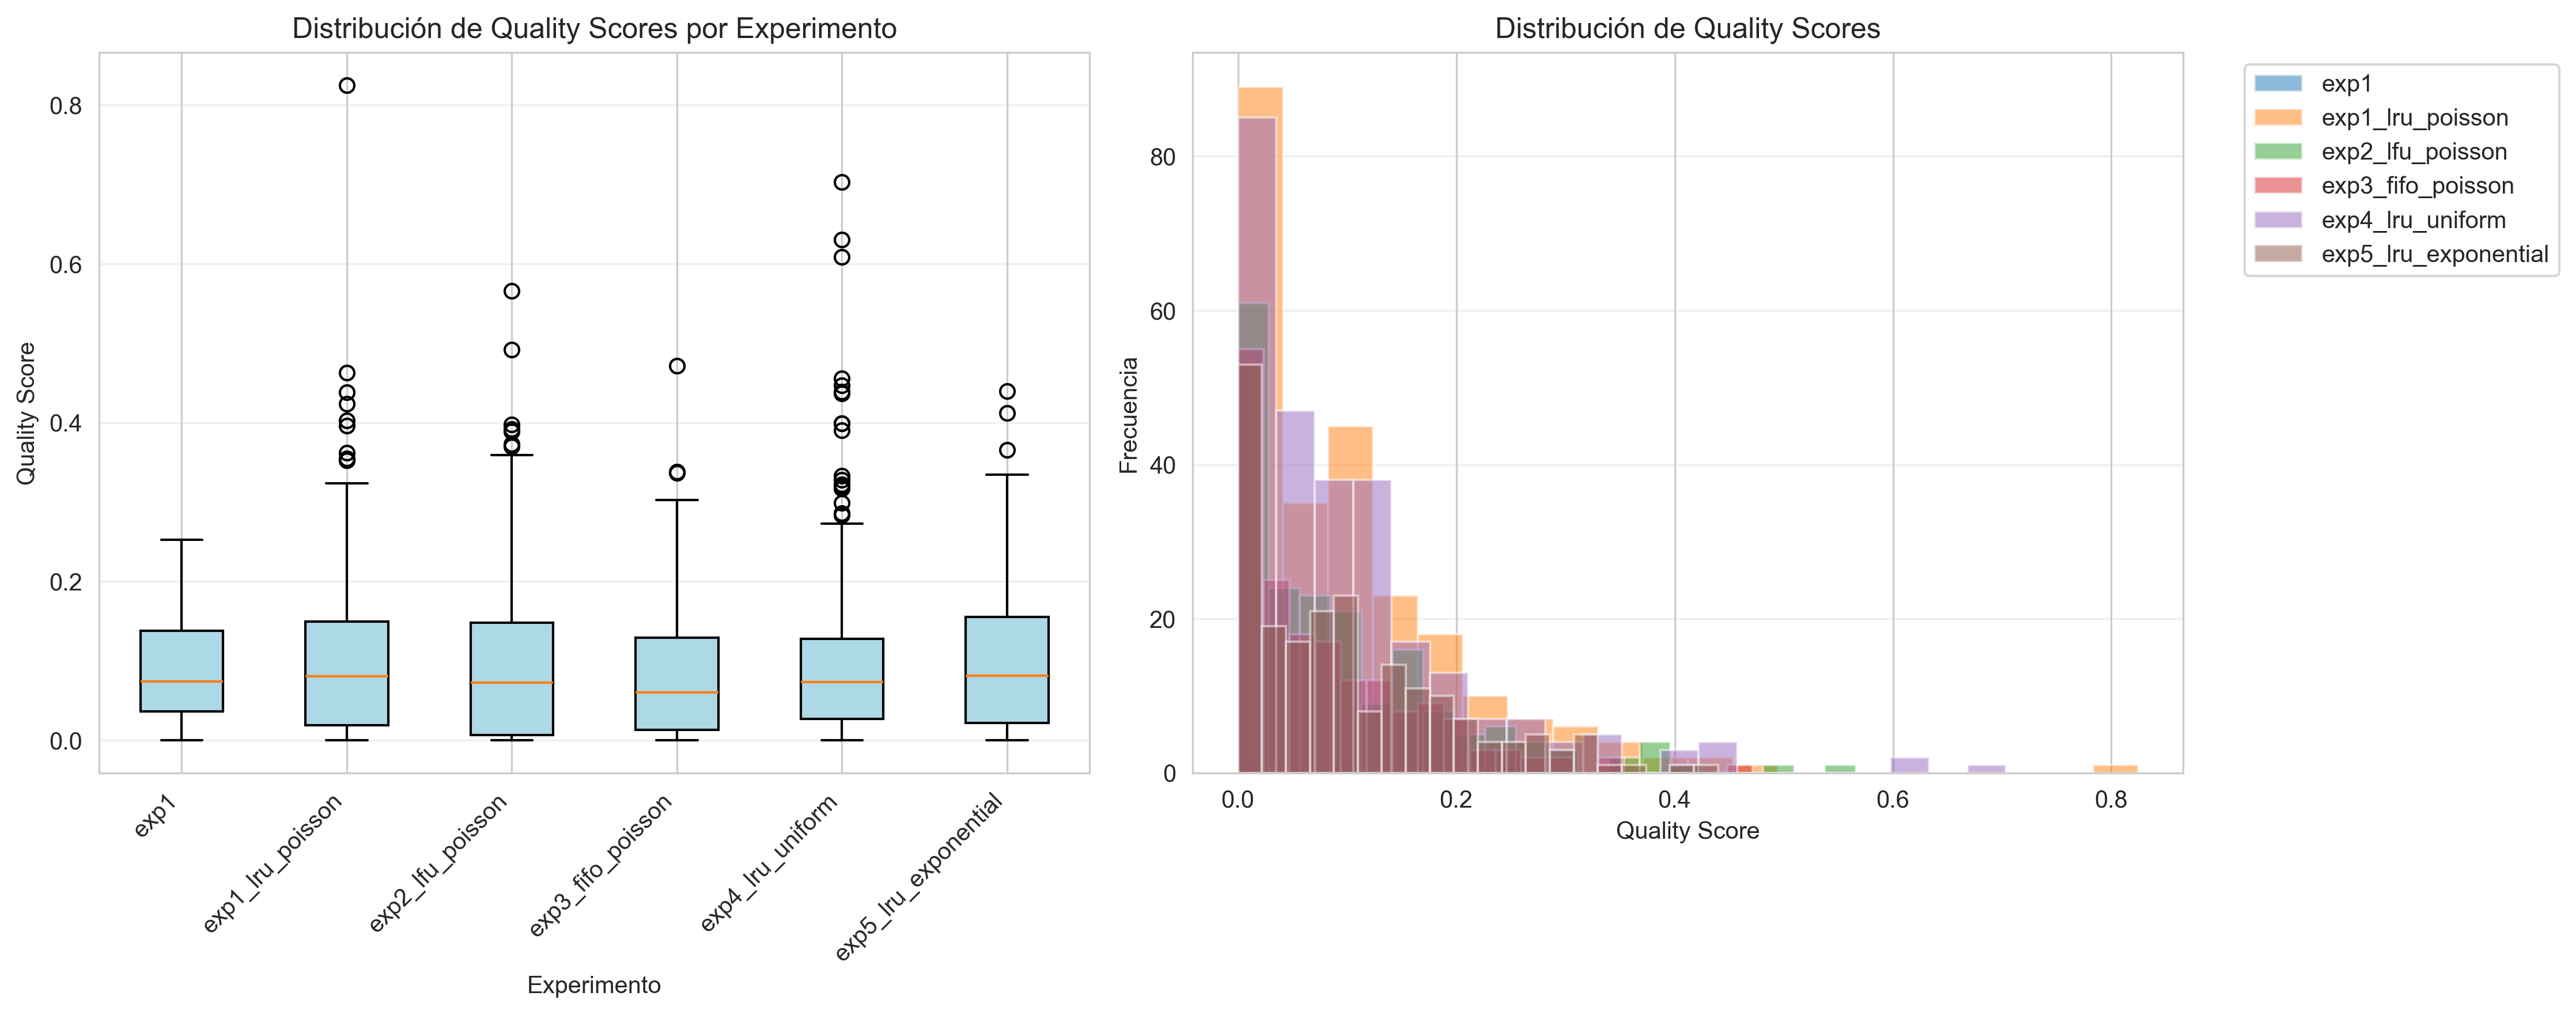 Distribución de Quality Scores por Experimento
Quality Score
0.8
0.6
0.4
0.2
0.0
exp1
exp1_lru_poisson
exp2_lfu_poisson
exp3_fifo_poisson
exp4_lru_uniform
exp5_lru_exponential
Experimento
Distribución de Quality Scores
Frecuencia
80
60
40
20
0
0.0
0.2
0.4
0.6
0.8
Quality Score
exp1
exp1_lru_poisson
exp2_lfu_poisson
exp3_fifo_poisson
exp4_lru_uniform
exp5_lru_exponential